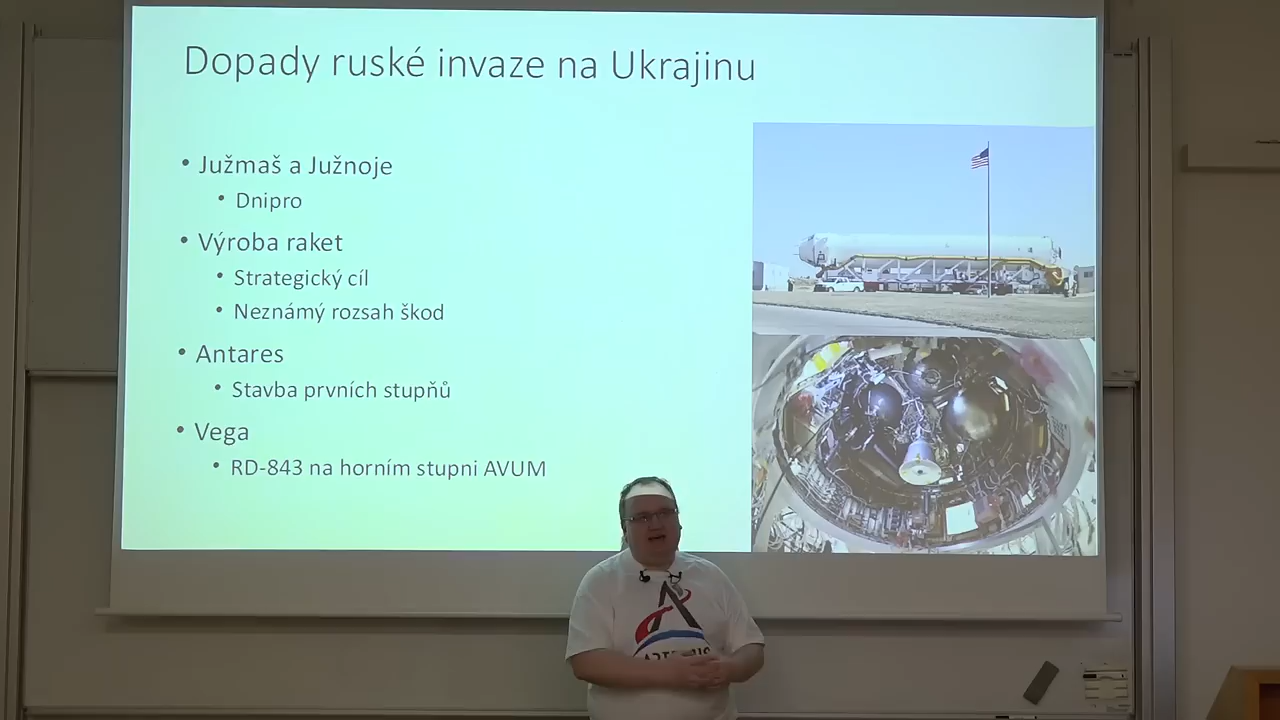 Dopady ruské invaze na Ukrajinu
• Južmaš a Južnoje
• Dnipro
• Výroba raket
• Strategický cíl
• Neznámý rozsah škod
• Antares
• Stavba prvních stupňů
• Vega
• RD-843 na horním stupni AVUM